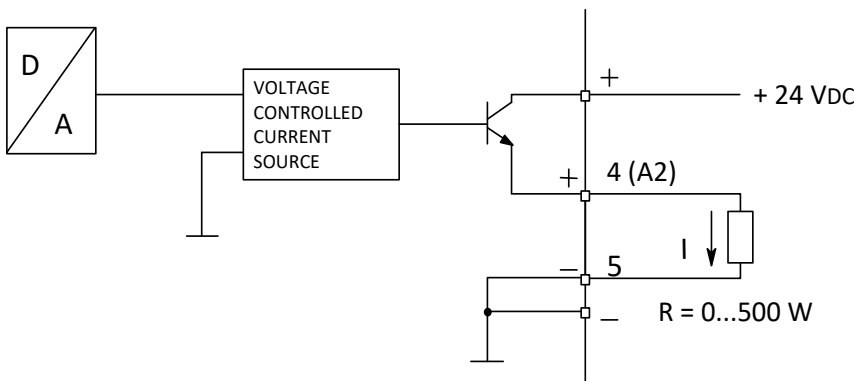 D
A
VOLTAGE
CONTROLLED
CURRENT
SOURCE
+
+ 24 VDC
+
4 (A2)
I
–
5
–
R = 0...500 W